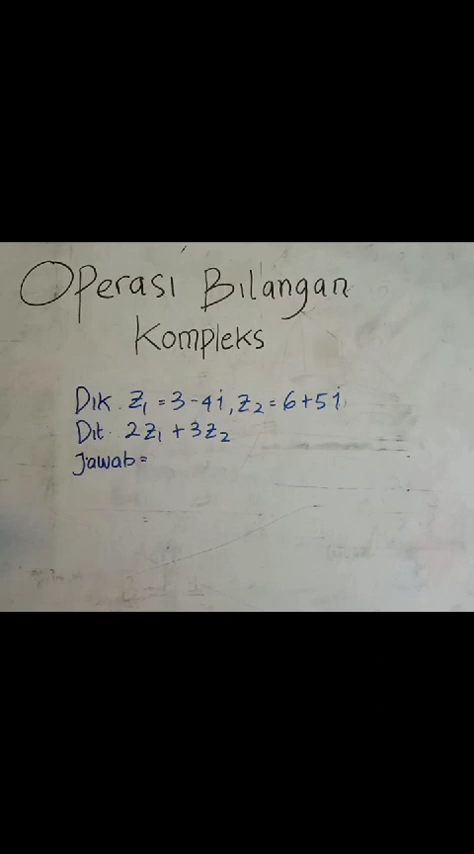 Operasi Bilangan
Kompleks
Dik. z₁ = 3 - 4i, z₂ = 6 + 5i
Dit. 2z₁ + 3z₂
Jawab =